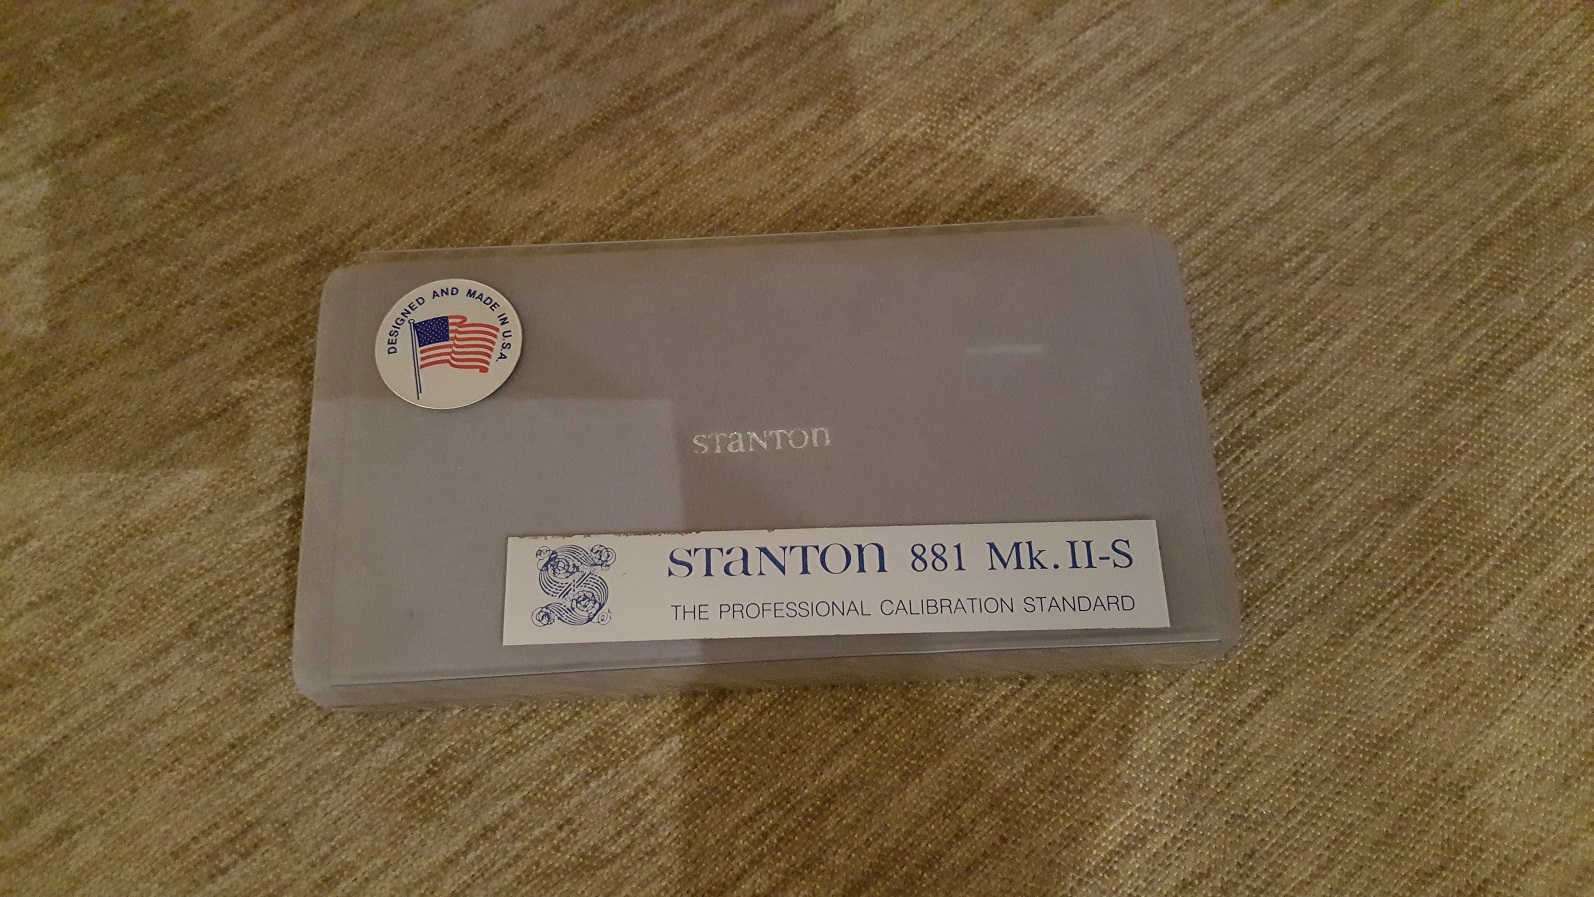 DESIGNED AND MADE IN U.S.A.
STANTON
STANTON 881 Mk.II-S
THE PROFESSIONAL CALIBRATION STANDARD